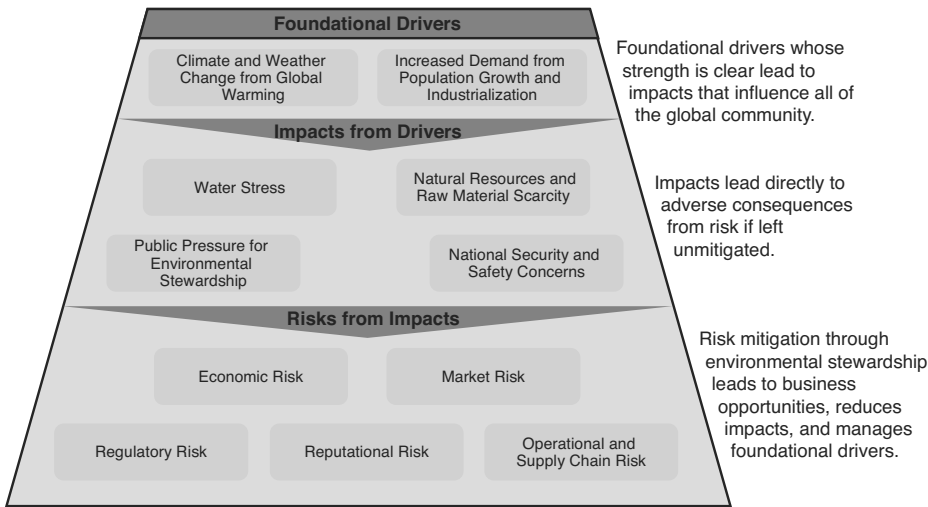 Foundational Drivers
Climate and Weather
Change from Global
Warming
Increased Demand from
Population Growth and
Industrialization
Foundational drivers whose
strength is clear lead to
impacts that influence all of
the global community.
Impacts from Drivers
Water Stress
Natural Resources and
Raw Material Scarcity
Public Pressure for
Environmental
Stewardship
National Security and
Safety Concerns
Impacts lead directly to
adverse consequences
from risk if left
unmitigated.
Risks from Impacts
Economic Risk
Market Risk
Regulatory Risk
Reputational Risk
Operational and
Supply Chain Risk
Risk mitigation through
environmental stewardship
leads to business
opportunities, reduces
impacts, and manages
foundational drivers.